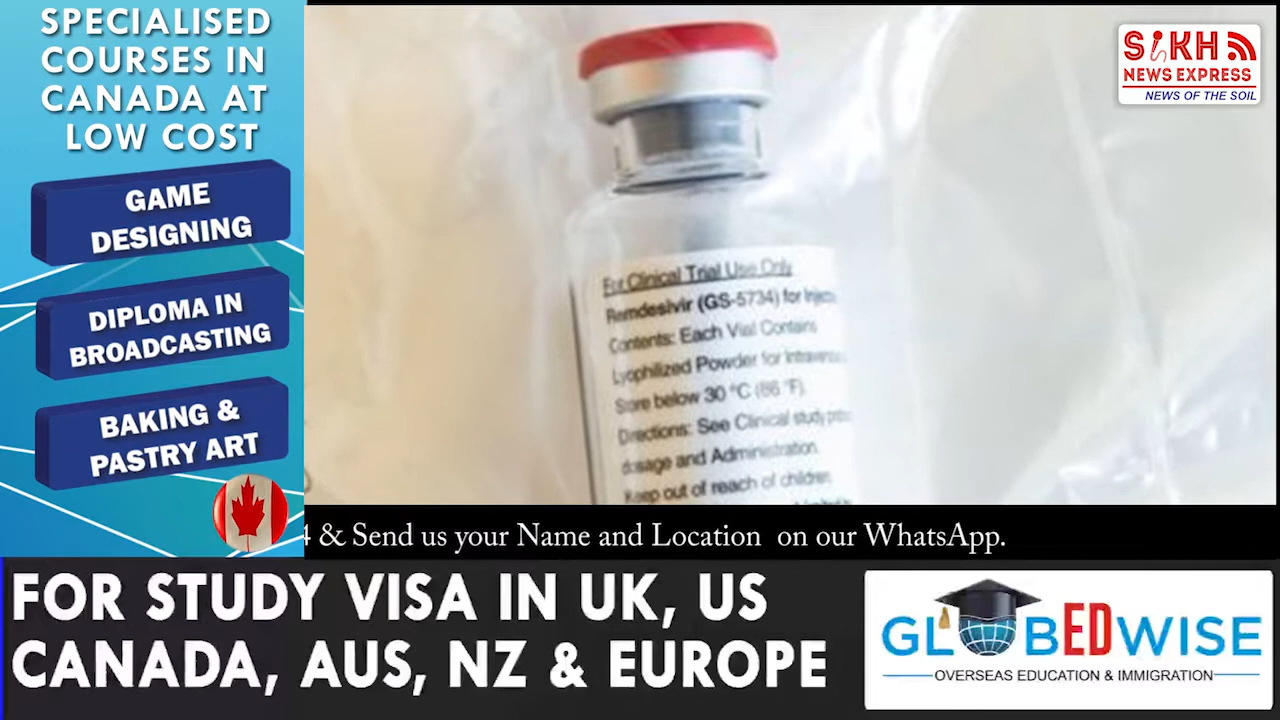 SPECIALISED
COURSES IN
CANADA AT
LOW COST
GAME
DESIGNING
DIPLOMA IN
BROADCASTING
BAKING &
PASTRY ART
SIKH
NEWS EXPRESS
NEWS OF THE SOIL
For Clinical Trial Use Only
Remdesivir (GS-5734) for
Contents: Each Vial Contains
Lyophilized Powder for
Store below 30 °C (86 °F).
Directions: See Clinical study
dosage and Administration.
Keep out of reach of children
4 & Send us your Name and Location on our WhatsApp.
FOR STUDY VISA IN UK, US
CANADA, AUS, NZ & EUROPE
GLOBEDWISE
OVERSEAS EDUCATION & IMMIGRATION